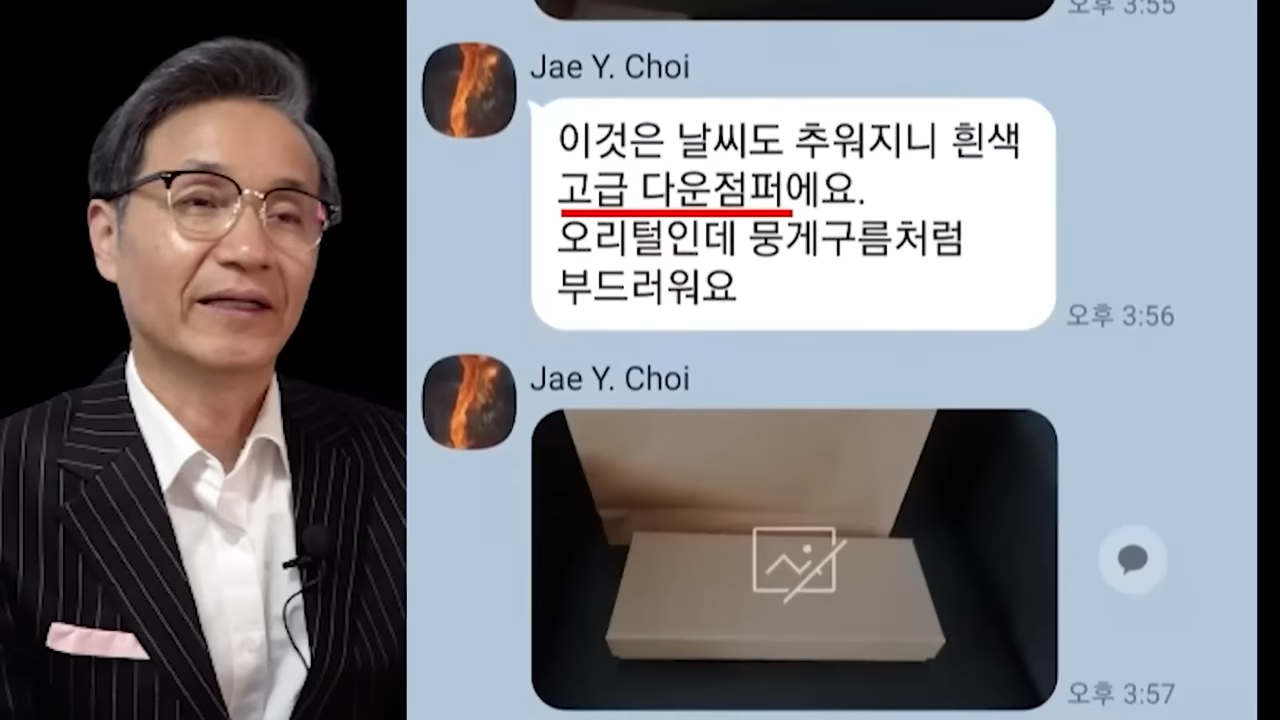 오후 3:55
Jae Y. Choi
이것은 날씨도 추워지니 흰색
고급 다운점퍼에요.
오리털인데 뭉게구름처럼
부드러워요
오후 3:56
Jae Y. Choi
오후 3:57